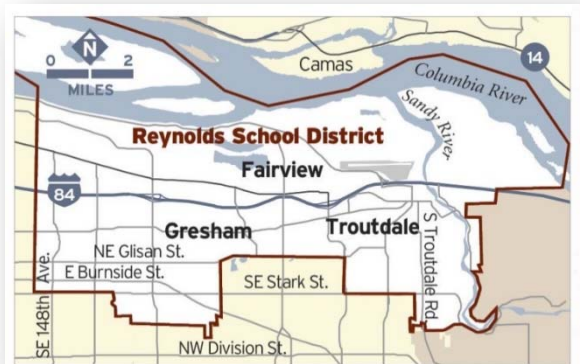 N
0 2
MILES
Camas
14
Columbia River
Sandy River
Reynolds School District
Fairview
84
Gresham
Troutdale
NE Glisan St.
E Burnside St.
SE Stark St.
S Troutdale Rd.
SE 148th Ave.
NW Division St.